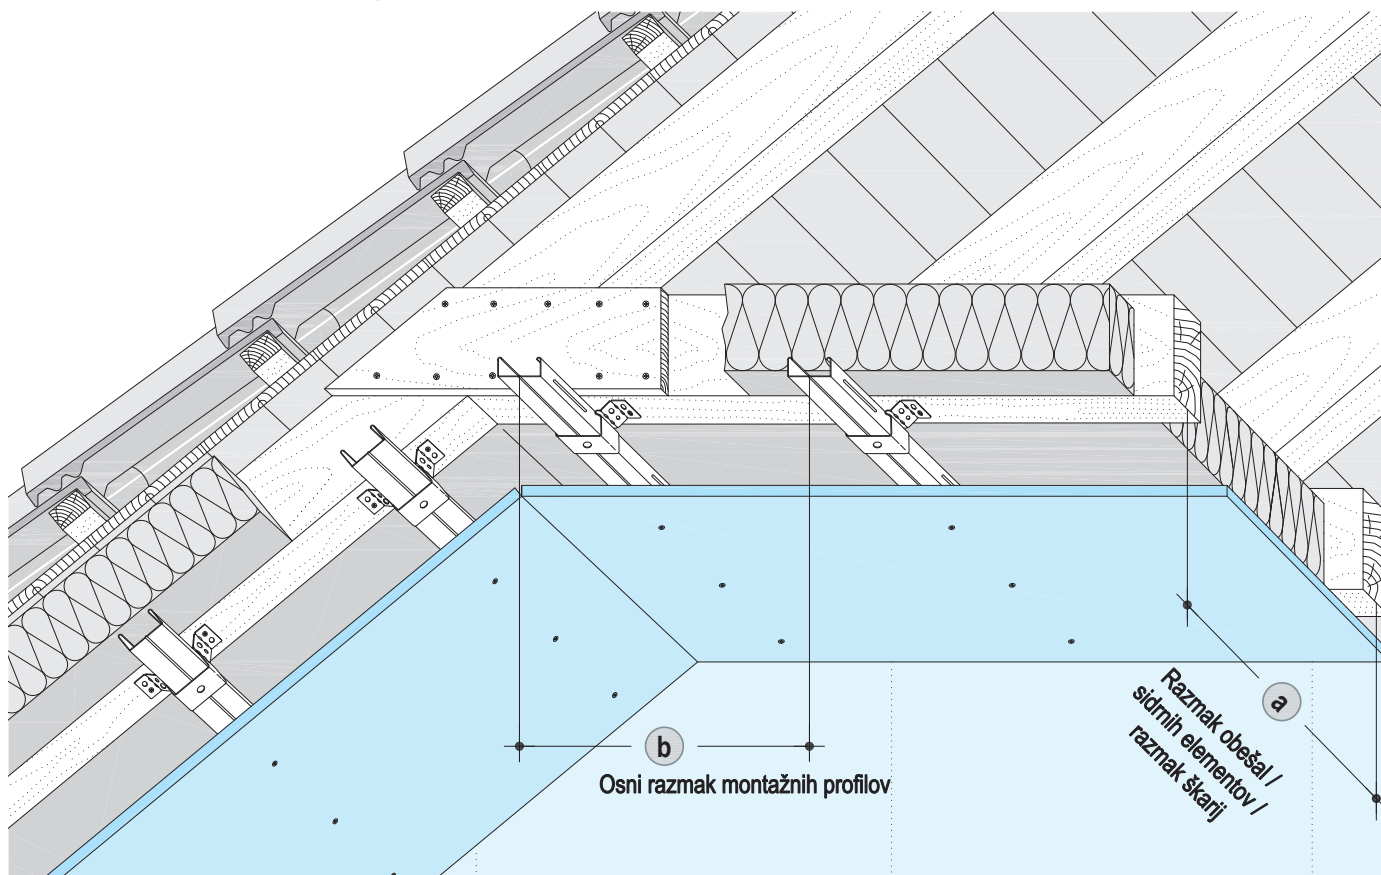 b
Osni razmak montažnih profilov
a
Razmak obešal /
sidrnih elementov /
razmak škarij